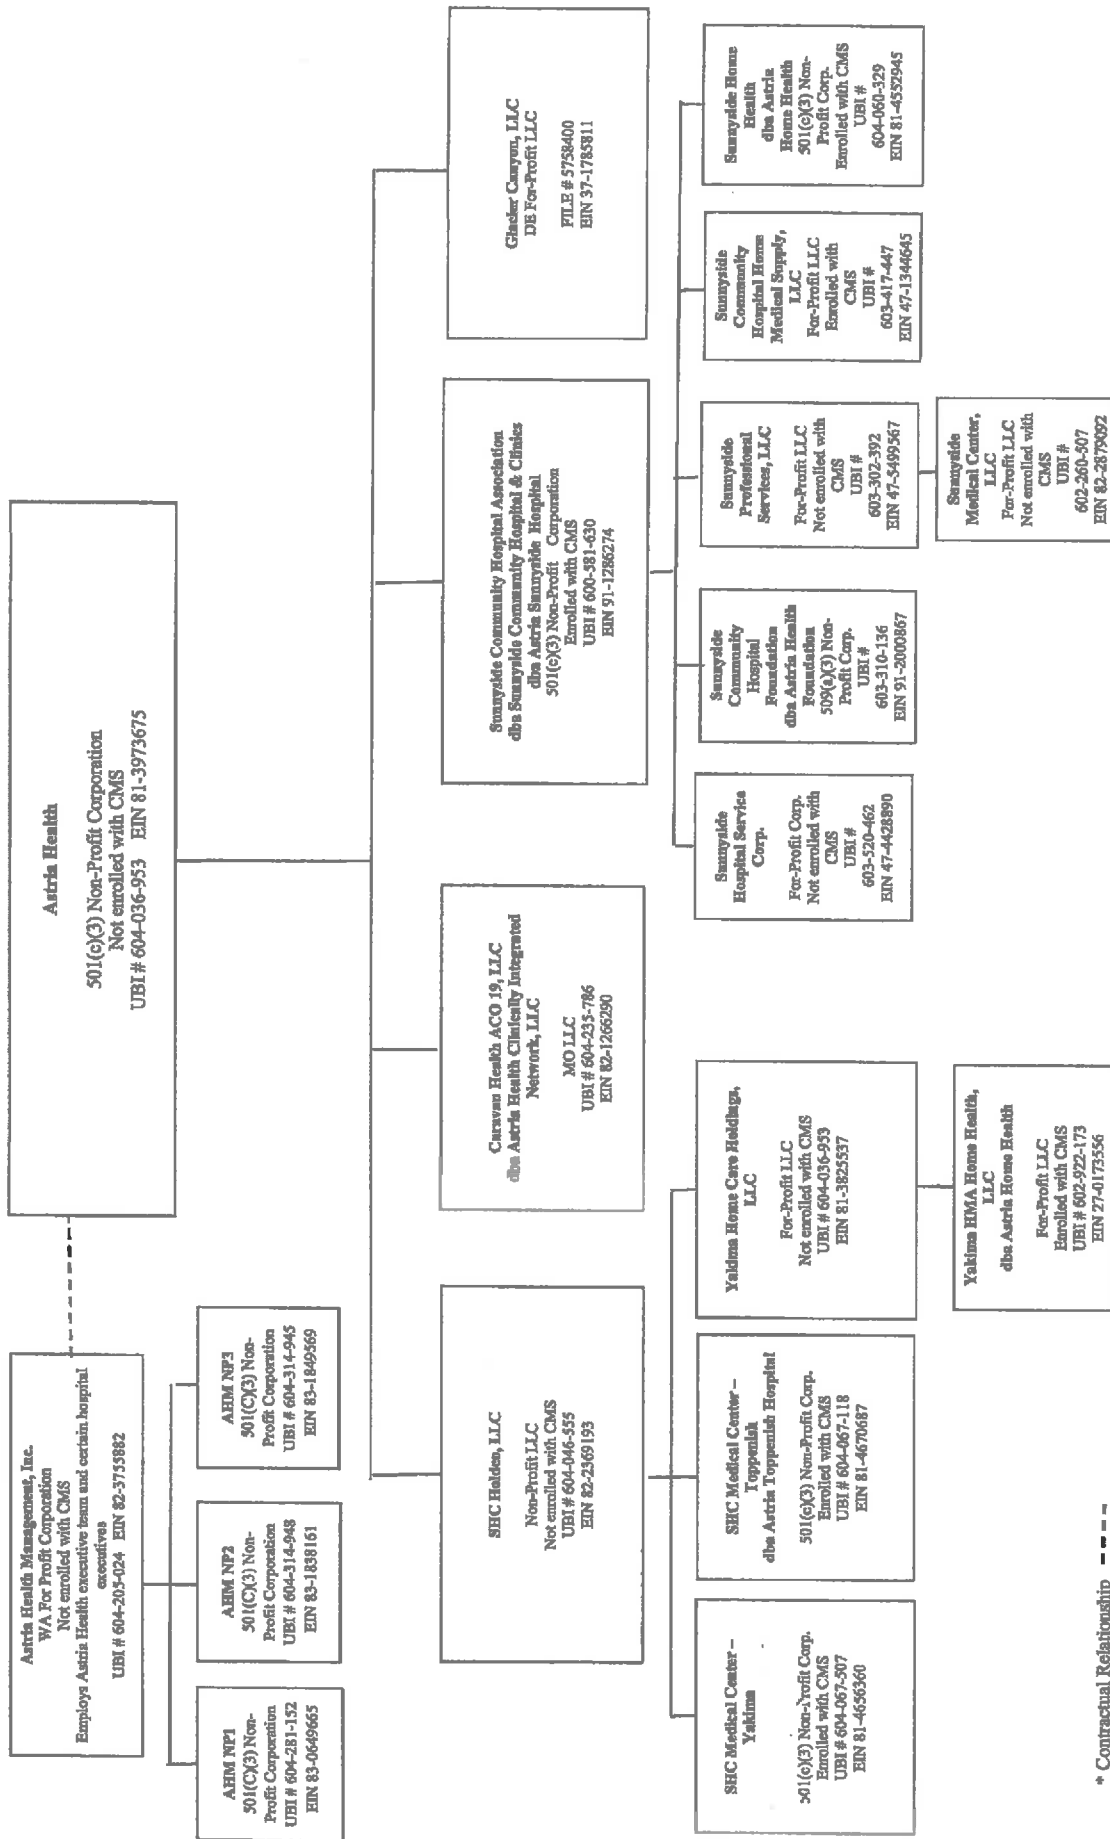 Astria Health Management, Inc.
WA For Profit Corporation
Not enrolled with CMS
Employs Astria Health executive team and certain hospital
executives
UBI # 604-205-024 EIN 82-3755882
Astria Health
501(c)(3) Non-Profit Corporation
Not enrolled with CMS
UBI # 604-036-953 EIN 81-3973675
AHM NP1
501(C)(3) Non-
Profit Corporation
UBI # 604-281-152
EIN 83-0649665
AHM NP2
501(C)(3) Non-
Profit Corporation
UBI # 604-314-948
EIN 83-1838161
AHM NP3
501(C)(3) Non-
Profit Corporation
UBI # 604-314-945
EIN 83-1849569
SHC Holden, LLC
Non-Profit LLC
Not enrolled with CMS
UBI # 604-046-555
EIN 82-2369193
Caravan Health ACO 19, LLC
dba Astria Health Clinically Integrated
Network, LLC
MO LLC
UBI # 604-235-786
EIN 82-1266290
Sunnyside Community Hospital Association
dba Sunnyside Community Hospital & Clinics
dba Astria Sunnyside Hospital
501(c)(3) Non-Profit Corporation
Enrolled with CMS
UBI # 600-581-630
EIN 91-1286274
Glacier Canyon, LLC
DE For-Profit LLC
FILE # 5758400
EIN 37-1785811
SHC Medical Center –
Yakima
501(c)(3) Non-Profit Corp.
Enrolled with CMS
UBI # 604-067-507
EIN 81-4656360
SHC Medical Center –
Toppenish
dba Astria Toppenish Hospital
501(c)(3) Non-Profit Corp.
Enrolled with CMS
UBI # 604-067-118
EIN 81-4670687
Yakima Home Care Holdings,
LLC
For-Profit LLC
Not enrolled with CMS
UBI # 604-036-953
EIN 81-3825537
Sunnyside
Hospital Service
Corp.
For-Profit Corp.
Not enrolled with
CMS
UBI #
603-520-462
EIN 47-4428890
Sunnyside
Community
Hospital
Foundation
dba Astria Health
Foundation
509(a)(3) Non-
Profit Corp.
UBI #
603-310-136
EIN 91-2000867
Sunnyside
Professional
Services, LLC
For-Profit LLC
Not enrolled with
CMS
UBI #
603-302-392
EIN 47-5499567
Sunnyside
Community
Hospital Home
Medical Supply,
LLC
For-Profit LLC
Enrolled with
CMS
UBI #
603-417-447
EIN 47-1344645
Sunnyside Home
Health
dba Astria
Home Health
501(c)(3) Non-
Profit Corp.
Enrolled with CMS
UBI #
604-060-329
EIN 81-4552945
Yakima HMA Home Health,
LLC
dba Astria Home Health
For-Profit LLC
Enrolled with CMS
UBI # 602-922-173
EIN 27-0173556
Sunnyside
Medical Center,
LLC
For-Profit LLC
Not enrolled with
CMS
UBI #
602-260-507
EIN 82-2879092
* Contractual Relationship ----